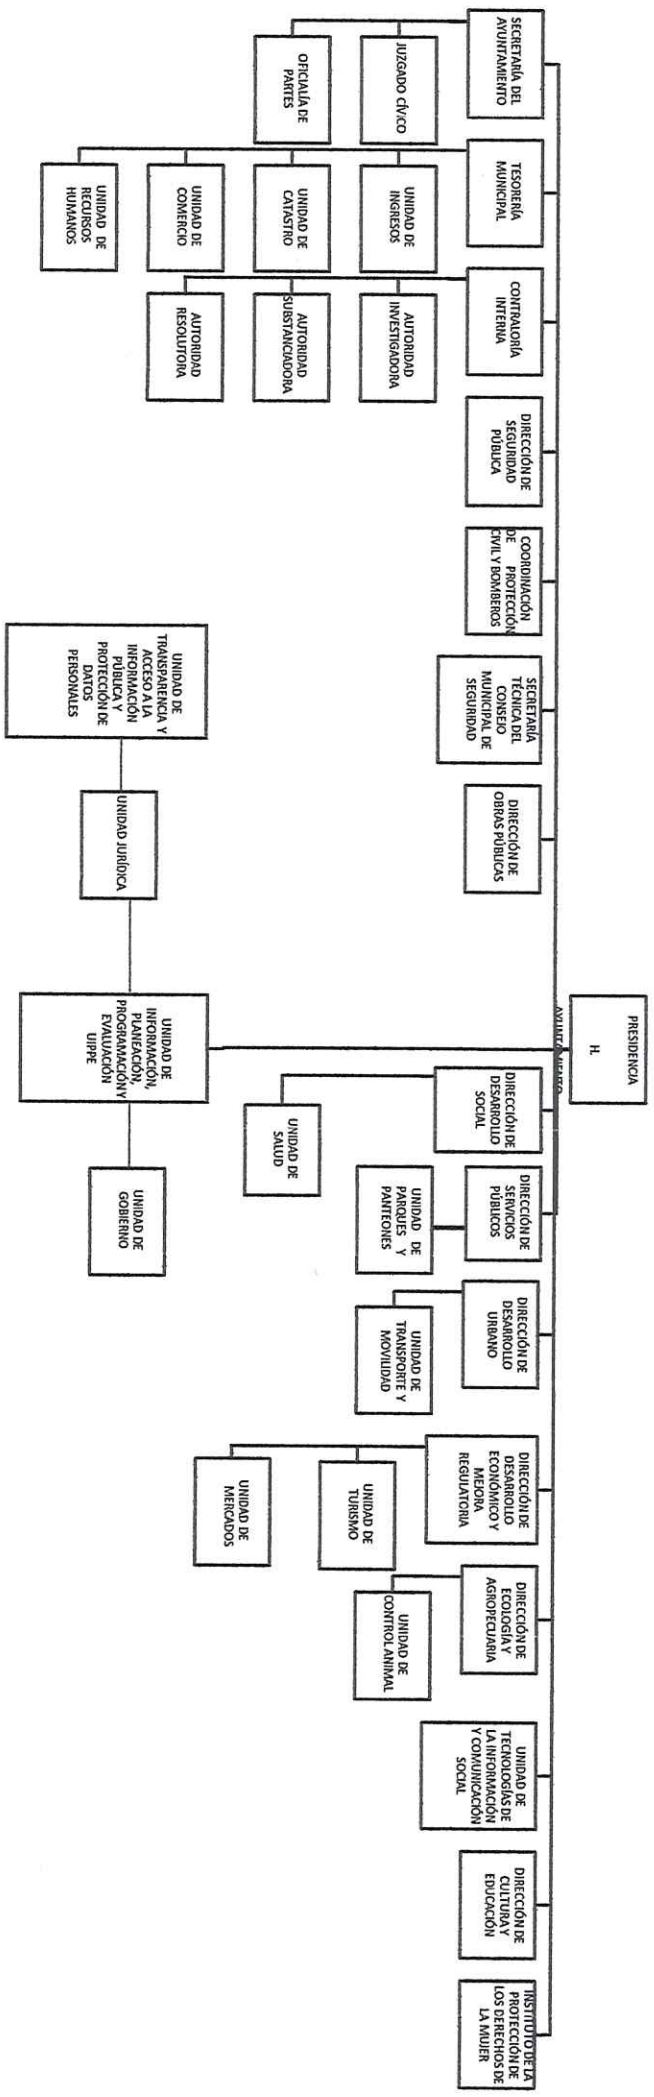 PRESIDENCIA
H.
AYUNTAMIENTO
SECRETARÍA DEL
AYUNTAMIENTO
JUZGADO CÍVICO
OFICIALÍA DE
PARTES
TESORERÍA
MUNICIPAL
UNIDAD DE
INGRESOS
UNIDAD DE
CATASTRO
UNIDAD DE
COMERCIO
UNIDAD DE
RECURSOS
HUMANOS
CONTRALORÍA
INTERNA
AUTORIDAD
INVESTIGADORA
AUTORIDAD
SUBSTANCIADORA
AUTORIDAD
RESOLUTORA
DIRECCIÓN DE
SEGURIDAD
PÚBLICA
COORDINACIÓN
DE PROTECCIÓN
CIVIL Y BOMBEROS
SECRETARÍA
TÉCNICA DEL
CONSEJO
MUNICIPAL DE
SEGURIDAD
DIRECCIÓN DE
OBRAS PÚBLICAS
DIRECCIÓN DE
DESARROLLO
SOCIAL
UNIDAD DE
SALUD
DIRECCIÓN DE
SERVICIOS
PÚBLICOS
UNIDAD DE
PARQUES Y
PANTEONES
DIRECCIÓN DE
DESARROLLO
URBANO
UNIDAD DE
TRANSPORTE Y
MOVILIDAD
DIRECCIÓN DE
DESARROLLO
ECONÓMICO Y
MEJORA
REGULATORIA
UNIDAD DE
TURISMO
UNIDAD DE
MERCADOS
DIRECCIÓN DE
ECOLOGÍA Y
AGROPECUARIA
UNIDAD DE
CONTROL ANIMAL
UNIDAD DE
TECNOLOGÍAS DE
LA INFORMACIÓN
Y COMUNICACIÓN
SOCIAL
DIRECCIÓN DE
CULTURA Y
EDUCACIÓN
INSTITUTO DE LA
PROTECCIÓN DE
LOS DERECHOS DE
LA MUJER
UNIDAD DE
TRANSPARENCIA Y
ACCESO A LA
INFORMACIÓN
PÚBLICA Y
PROTECCIÓN DE
DATOS
PERSONALES
UNIDAD JURÍDICA
UNIDAD DE
INFORMACIÓN,
PLANEACIÓN,
PROGRAMACIÓN Y
EVALUACIÓN
UIPPE
UNIDAD DE
GOBIERNO